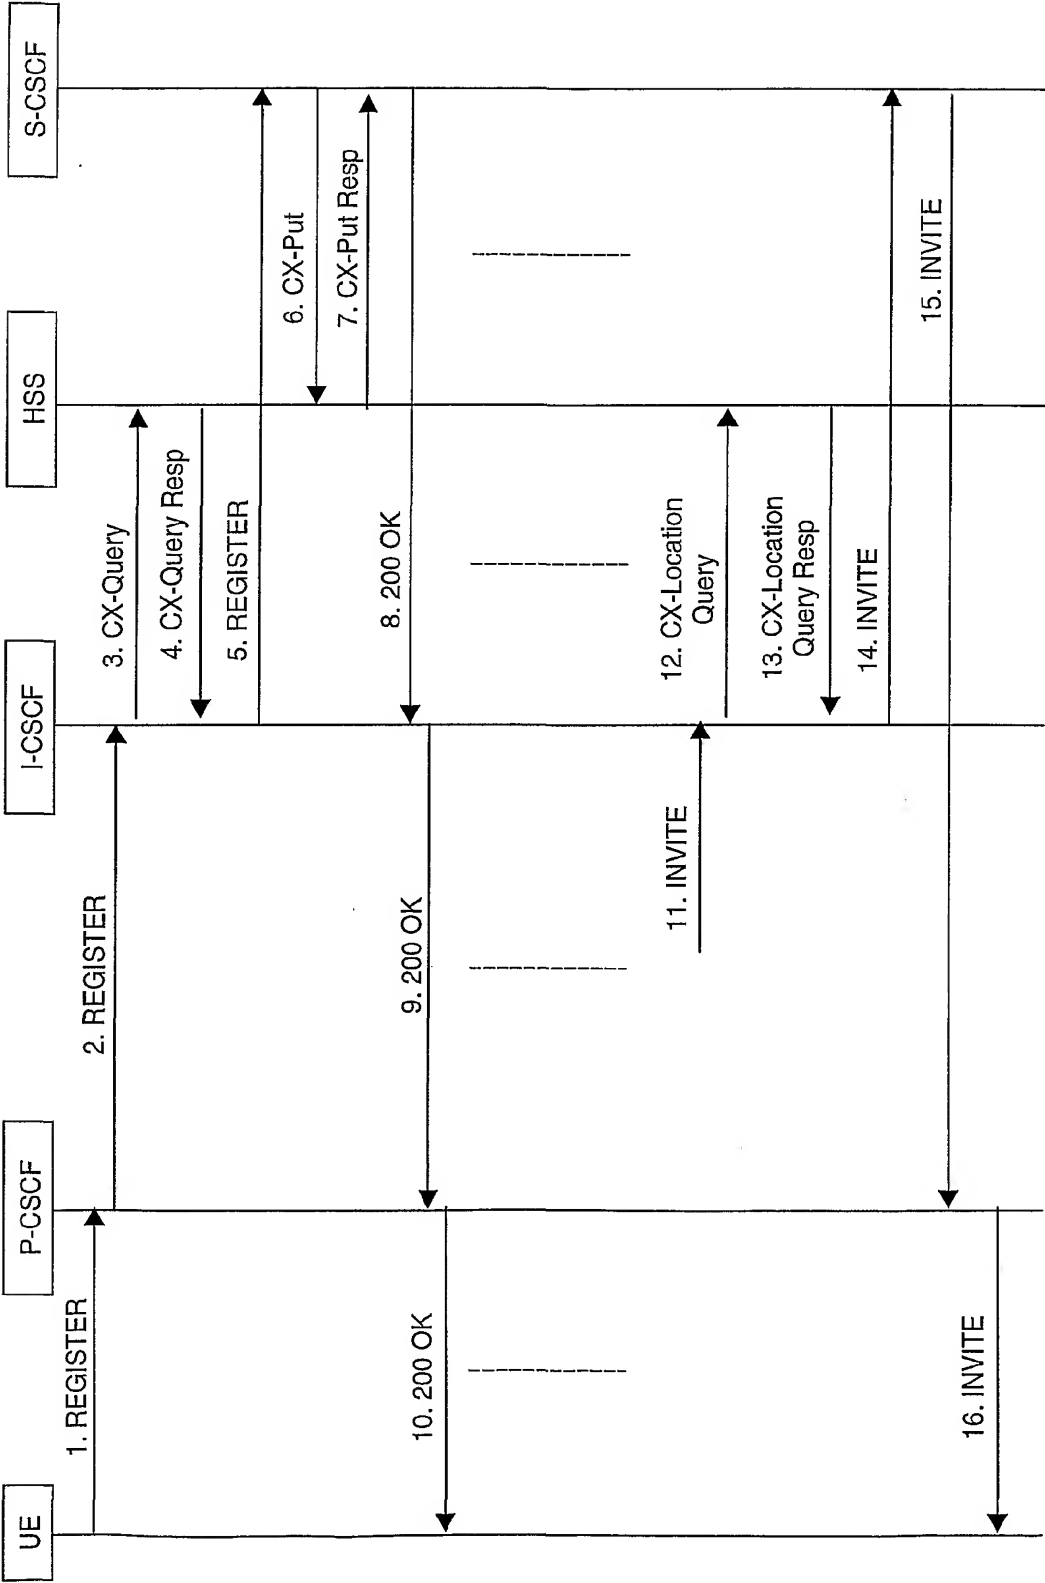 UE
P-CSCF
I-CSCF
HSS
S-CSCF
1. REGISTER
2. REGISTER
3. CX-Query
4. CX-Query Resp
5. REGISTER
6. CX-Put
7. CX-Put Resp
8. 200 OK
9. 200 OK
10. 200 OK
11. INVITE
12. CX-Location
Query
13. CX-Location
Query Resp
14. INVITE
15. INVITE
16. INVITE